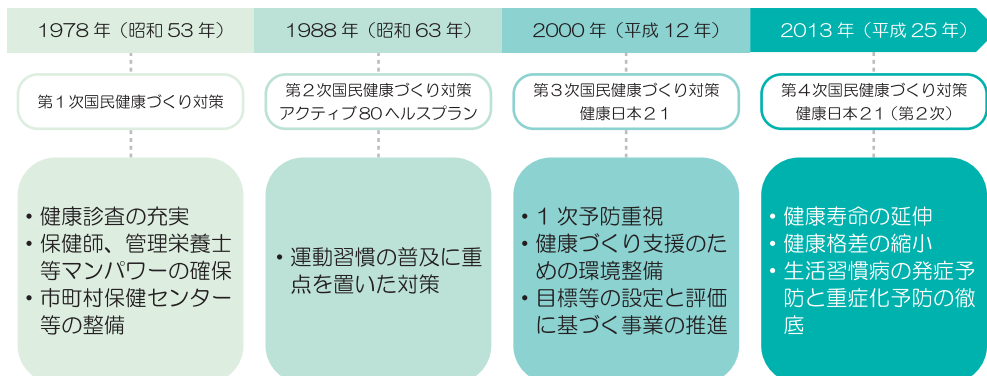 1978年（昭和53年）
1988年（昭和63年）
2000年（平成12年）
2013年（平成25年）
第１次国民健康づくり対策
第２次国民健康づくり対策
アクティブ80ヘルスプラン
第３次国民健康づくり対策
健康日本２１
第４次国民健康づくり対策
健康日本２１（第２次）
・健康診査の充実
・保健師、管理栄養士
等マンパワーの確保
・市町村保健センター
等の整備
・運動習慣の普及に重
点を置いた対策
・１次予防重視
・健康づくり支援のた
めの環境整備
・目標等の設定と評価
に基づく事業の推進
・健康寿命の延伸
・健康格差の縮小
・生活習慣病の発症予
防と重症化予防の徹
底